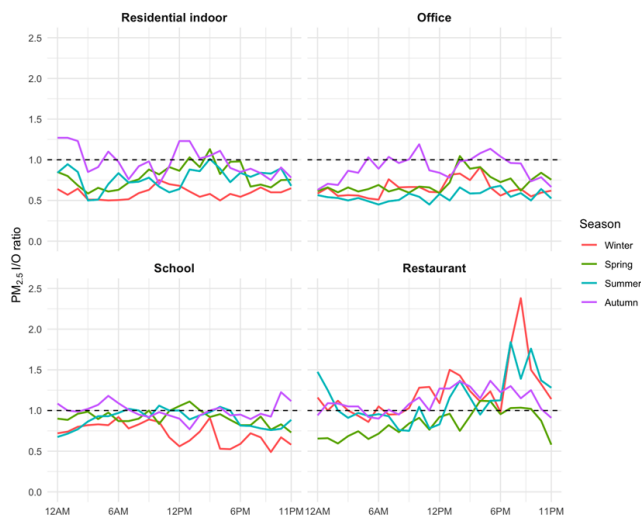 Residential indoor
Office
2.5
2.0
1.5
1.0
0.5
0.0
School
Restaurant
2.5
2.0
1.5
1.0
0.5
0.0
12AM 6AM 12PM 6PM 11PM
12AM 6AM 12PM 6PM 11PM
PM2.5 I/O ratio
Season
Winter
Spring
Summer
Autumn